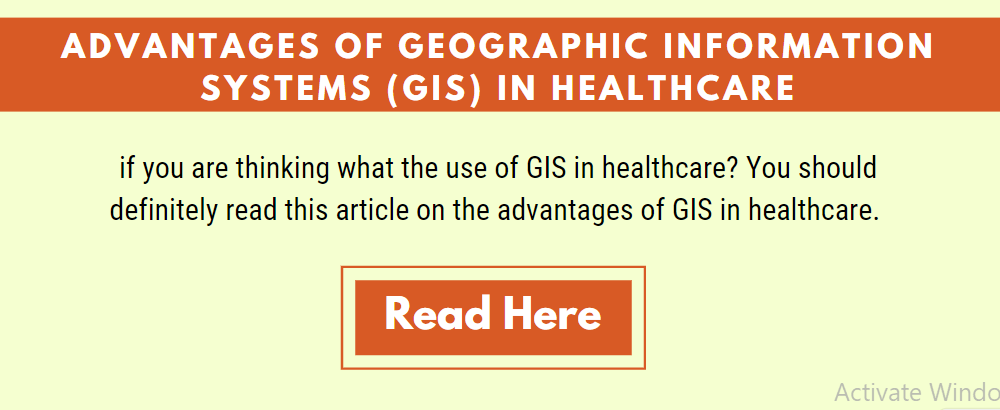 ADVANTAGES OF GEOGRAPHIC INFORMATION
SYSTEMS (GIS) IN HEALTHCARE
if you are thinking what the use of GIS in healthcare? You should
definitely read this article on the advantages of GIS in healthcare.
Read Here
Activate Windo